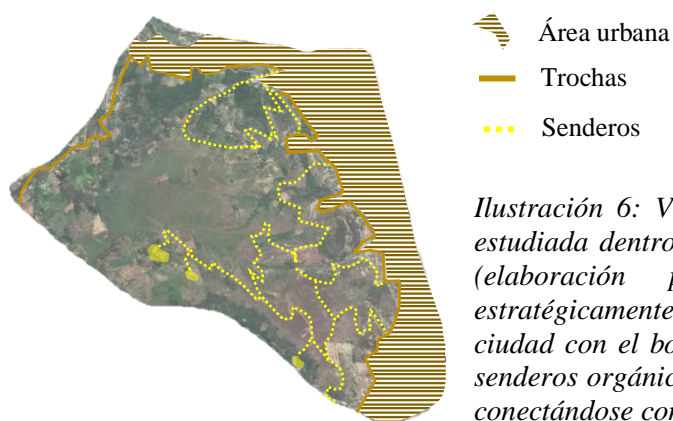 Área urbana
Trochas
Senderos
Ilustración 6: V
estudiada dentro
(elaboración p
estratégicamente
ciudad con el bo
senderos orgánic
conectándose con